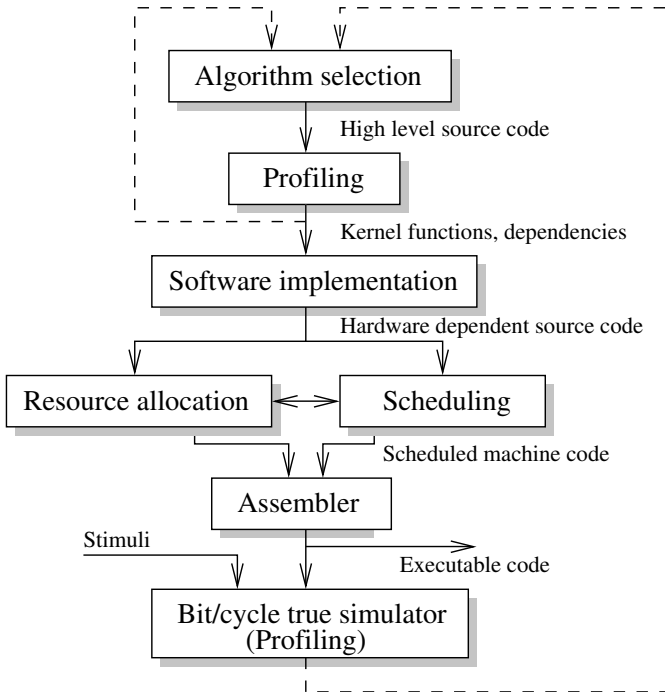 Algorithm selection
High level source code
Profiling
Kernel functions, dependencies
Software implementation
Hardware dependent source code
Resource allocation
Scheduling
Scheduled machine code
Assembler
Stimuli
Executable code
Bit/cycle true simulator
(Profiling)